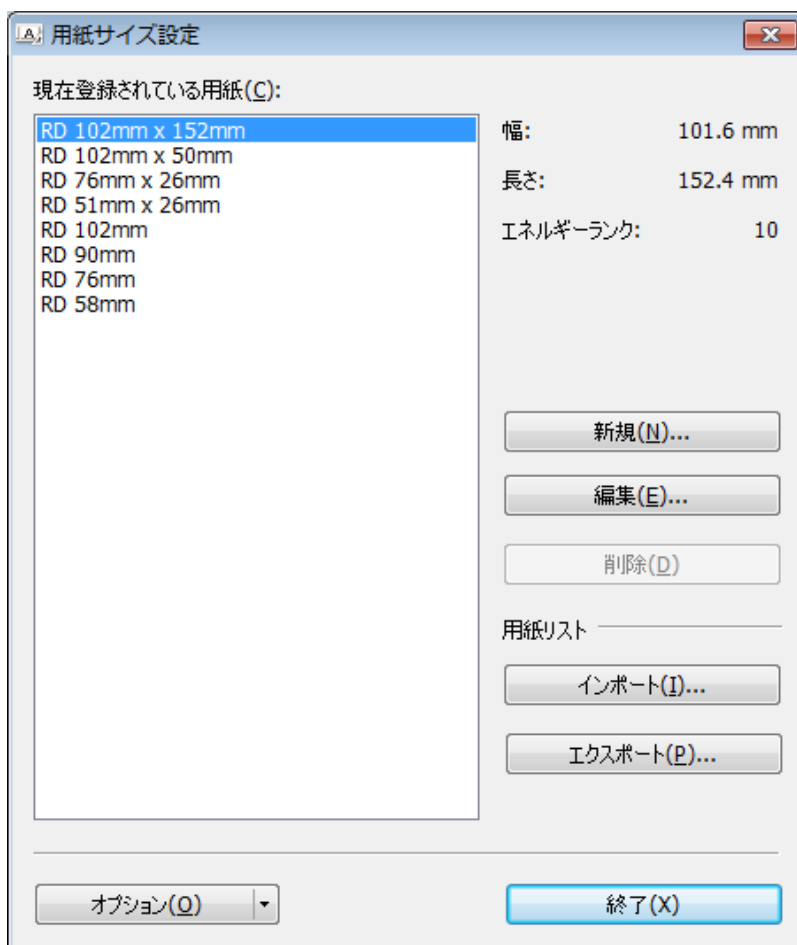 用紙サイズ設定
現在登録されている用紙(C):
RD 102mm x 152mm
RD 102mm x 50mm
RD 76mm x 26mm
RD 51mm x 26mm
RD 102mm
RD 90mm
RD 76mm
RD 58mm
幅: 101.6 mm
長さ: 152.4 mm
エネルギーランク: 10
新規(N)...
編集(E)...
削除(D)
用紙リスト
インポート(I)...
エクスポート(P)...
オプション(O)
終了(X)